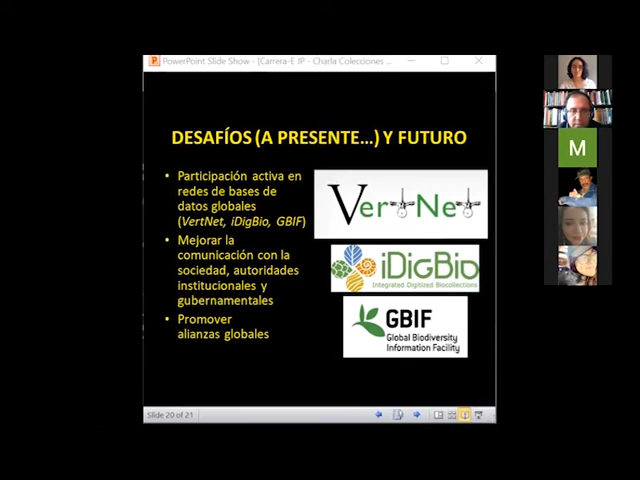 PowerPoint Slide Show - [Carrera-E JP - Charla Colecciones ...
DESAFÍOS (A PRESENTE...) Y FUTURO
• Participación activa en
redes de bases de
datos globales
(VertNet, iDigBio, GBIF)
• Mejorar la
comunicación con la
sociedad, autoridades
institucionales y
gubernamentales
• Promover
alianzas globales
VertNet
iDigBio
Integrated Digitized Biocollections
GBIF
Global Biodiversity
Information Facility
M
Slide 20 of 21